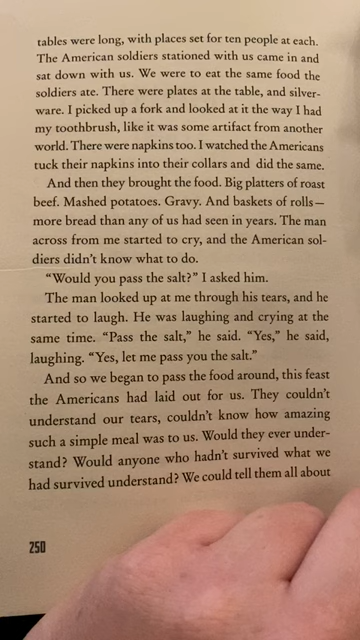 tables were long, with places set for ten people at each.
The American soldiers stationed with us came in and
sat down with us. We were to eat the same food the
soldiers ate. There were plates at the table, and silver-
ware. I picked up a fork and looked at it the way I had
my toothbrush, like it was some artifact from another
world. There were napkins too. I watched the Americans
tuck their napkins into their collars and did the same.
And then they brought the food. Big platters of roast
beef. Mashed potatoes. Gravy. And baskets of rolls—
more bread than any of us had seen in years. The man
across from me started to cry, and the American sol-
diers didn't know what to do.
“Would you pass the salt?” I asked him.
The man looked up at me through his tears, and he
started to laugh. He was laughing and crying at the
same time. “Pass the salt,” he said. “Yes,” he said,
laughing. “Yes, let me pass you the salt.”
And so we began to pass the food around, this feast
the Americans had laid out for us. They couldn't
understand our tears, couldn't know how amazing
such a simple meal was to us. Would they ever under-
stand? Would anyone who hadn't survived what we
had survived understand? We could tell them all about
250